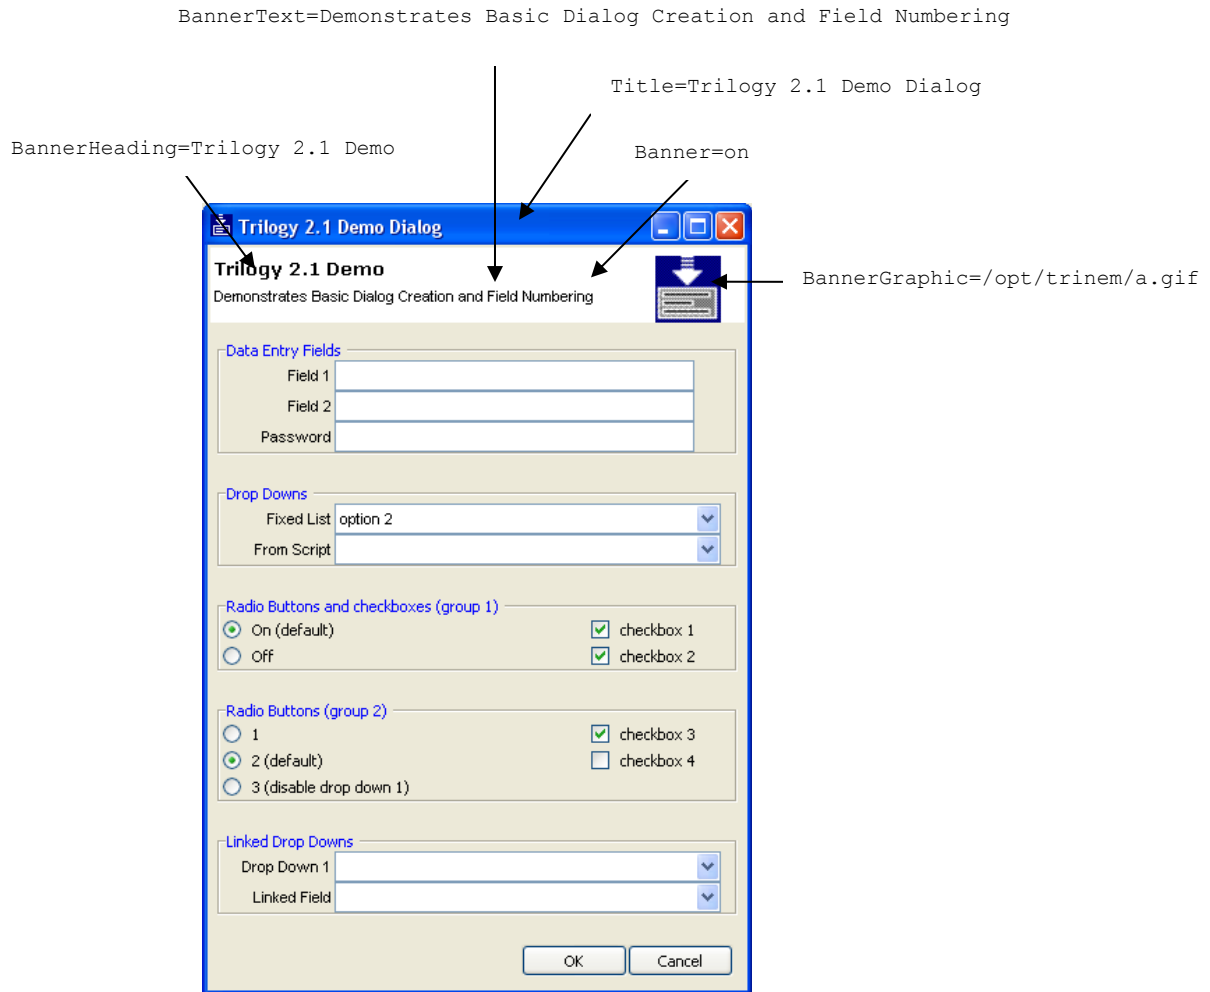 BannerText=Demonstrates Basic Dialog Creation and Field Numbering
Title=Trilogy 2.1 Demo Dialog
BannerHeading=Trilogy 2.1 Demo
Banner=on
Trilogy 2.1 Demo Dialog
Trilogy 2.1 Demo
BannerGraphic=/opt/trinem/a.gif
Demonstrates Basic Dialog Creation and Field Numbering
Data Entry Fields
Field 1
Field 2
Password
Drop Downs
Fixed List option 2
From Script
Radio Buttons and checkboxes (group 1)
On (default) checkbox 1
Off checkbox 2
Radio Buttons (group 2)
1 checkbox 3
2 (default) checkbox 4
3 (disable drop down 1)
Linked Drop Downs
Drop Down 1
Linked Field
OK Cancel